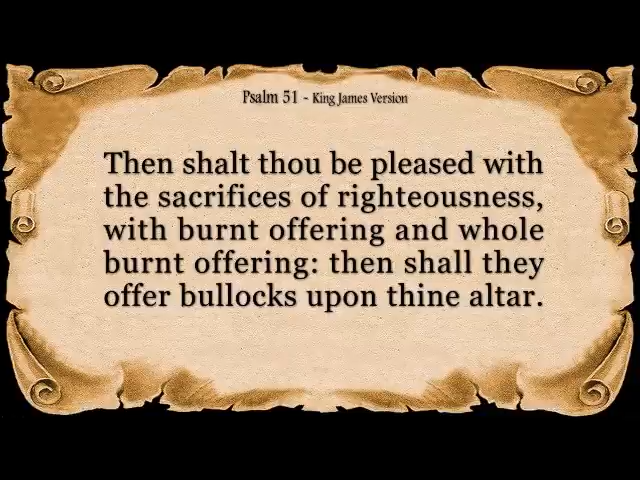 Psalm 51 - King James Version
Then shalt thou be pleased with
the sacrifices of righteousness,
with burnt offering and whole
burnt offering: then shall they
offer bullocks upon thine altar.